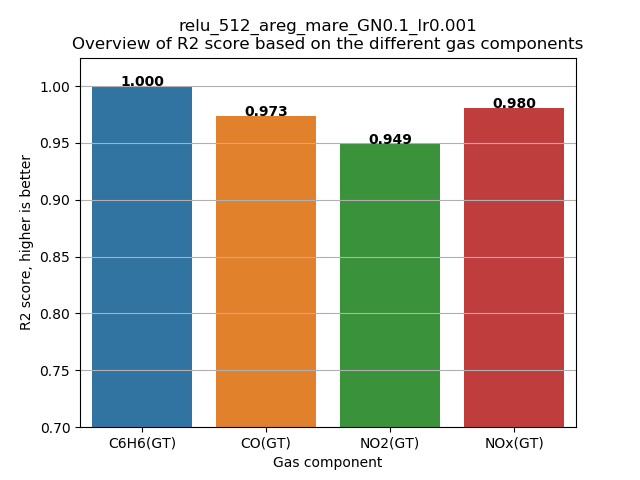 relu_512_areg_mare_GN0.1_lr0.001
Overview of R2 score based on the different gas components
1.000
0.973
0.949
0.980
1.00
0.95
0.90
0.85
0.80
0.75
0.70
R2 score, higher is better
C6H6(GT)
CO(GT)
NO2(GT)
NOx(GT)
Gas component